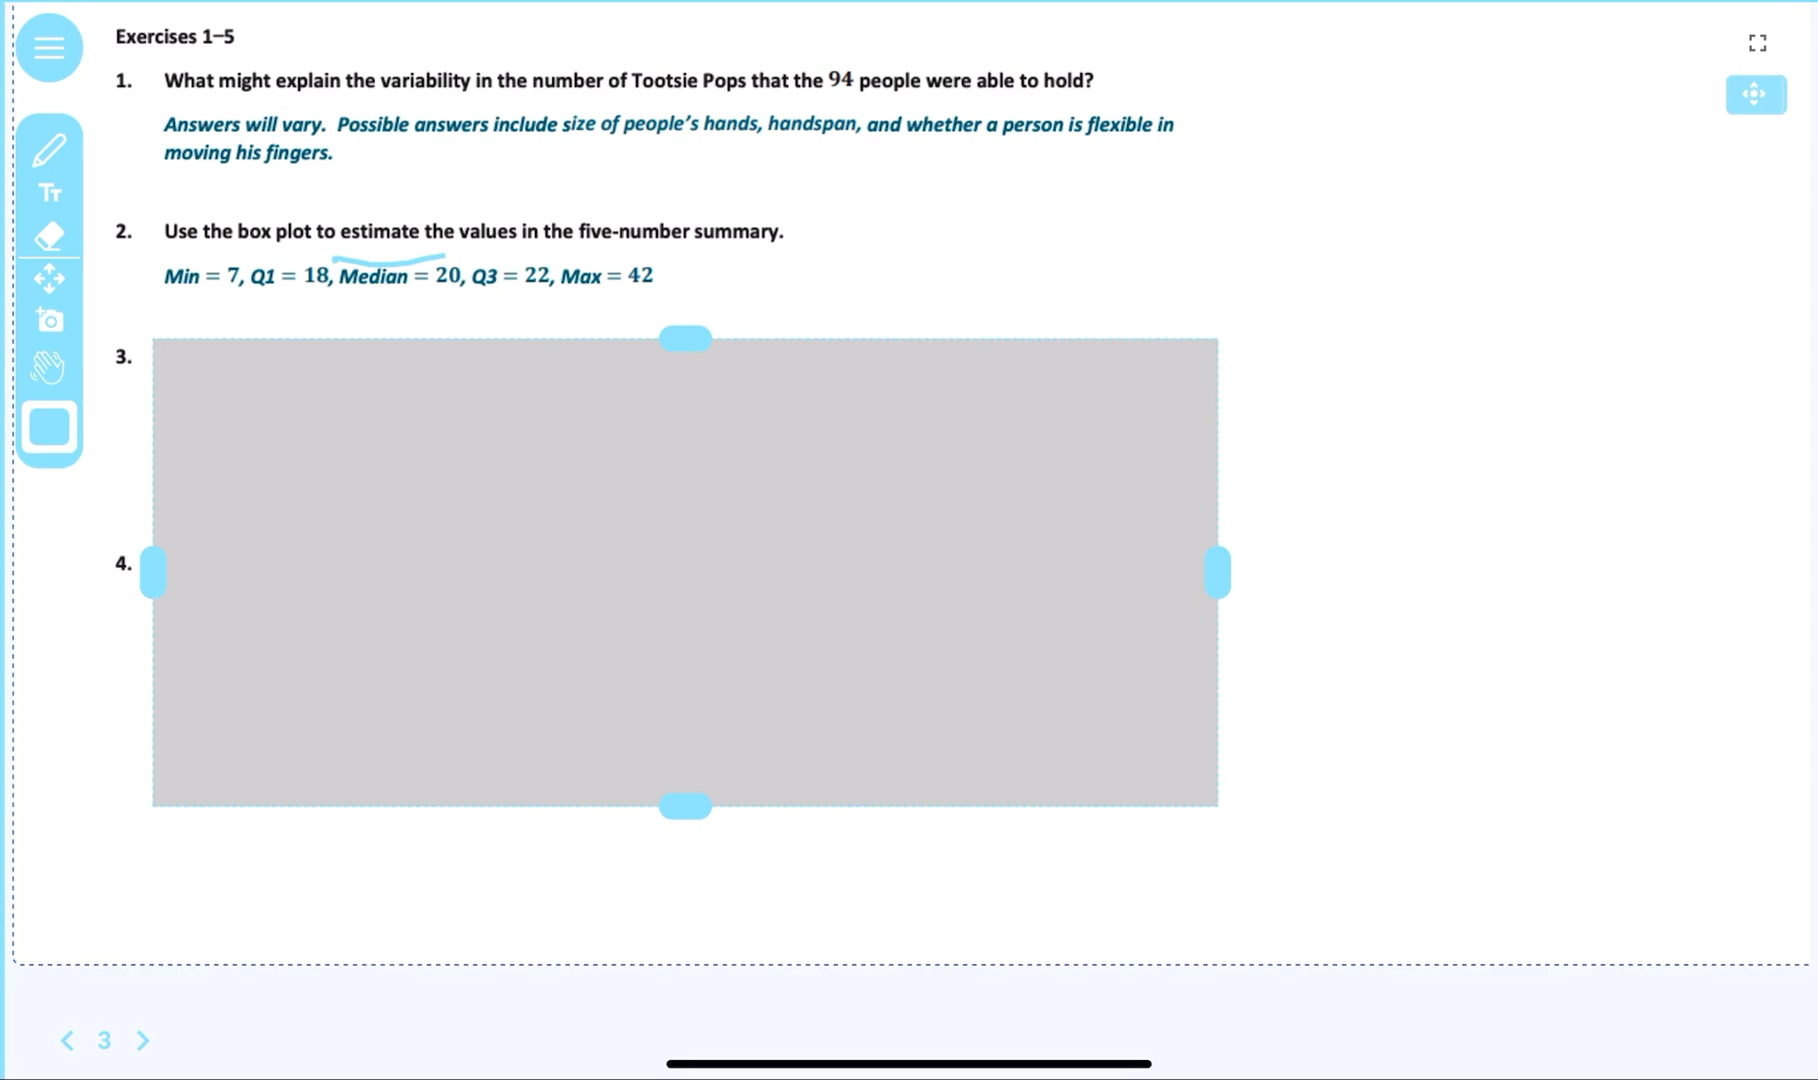 Exercises 1–5
1. What might explain the variability in the number of Tootsie Pops that the 94 people were able to hold?
Answers will vary. Possible answers include size of people's hands, handspan, and whether a person is flexible in
moving his fingers.
2. Use the box plot to estimate the values in the five-number summary.
Min = 7, Q1 = 18, Median = 20, Q3 = 22, Max = 42
3.
4.
TT
3